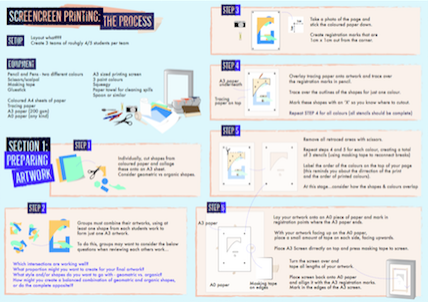 SCREENCREEN PRINTING:
THE PROCESS
SETUP
Create 5 teams of roughly 4/5 students per team
EQUIPMENT
Pencil and Pens - two different colours
Scissors/scalpel
Masking tape
Gluestick
A3 sized printing screen
3 paint colours
Squeegy
Paper towel for cleaning spills
Spoon or similar
Coloured A4 sheets of paper
Tracing paper
A3 paper (200 gsm)
A0 paper (any kind)
SECTION 1:
PREPARING
ARTWORK
STEP 1
Individually, cut shapes from
coloured paper and collage
these onto an A3 sheet.
Consider geometric vs organic shapes.
STEP 2
Groups must combine their artworks, using at
least one shape from each students work to
form just one A3 artwork.
To do this, groups may want to consider the below
questions when reviewing each others work...
Which intersections are working well?
What proportion might you want to create for your final artwork?
What style and/or shapes do you want to go with - geometric vs. organic?
How might you create a balanced combination of geometric and organic shapes,
or do the complete opposite?
STEP 3
Take a photo of the page and
stick the coloured paper down.
Create registration marks that are
1cm x 1cm out from the corner
STEP 4
A3 paper
underneath
Tracing
paper on top
Overlay tracing paper onto artwork and trace over
the registration marks in pencil.
Trace over the outlines of the shapes for just one colour.
Mark these shapes with an 'X' so you know where to cutout.
Repeat STEP 4 for all colours (all stencils should be complete)
STEP 5
Remove all retraced areas with scissors.
Repeat steps 4 and 5 for each colour, creating a total
of 3 stencils (using masking tape to reconnect breaks)
Label the order of the colours on the top of your page
(this reminds you about the direction of the print
and the order of printed colours).
At this stage...consider how the shapes & colours overlap
STEP 6
A3 paper
A0 paper
Masking tape
on edges
Lay your artwork onto an A0 piece of paper and mark in
registration points where the A3 paper ends.
With your artwork facing up on the A0 paper,
place a small amount of tape on each side, facing upwards.
Place A3 Screen directly on top and press masking tape to screen.
Turn the screen over and
tape all lengths of your artwork.
Place screen back onto A0 paper
and align it with the A3 registration marks.
Mark in the edges of the A3 screen.